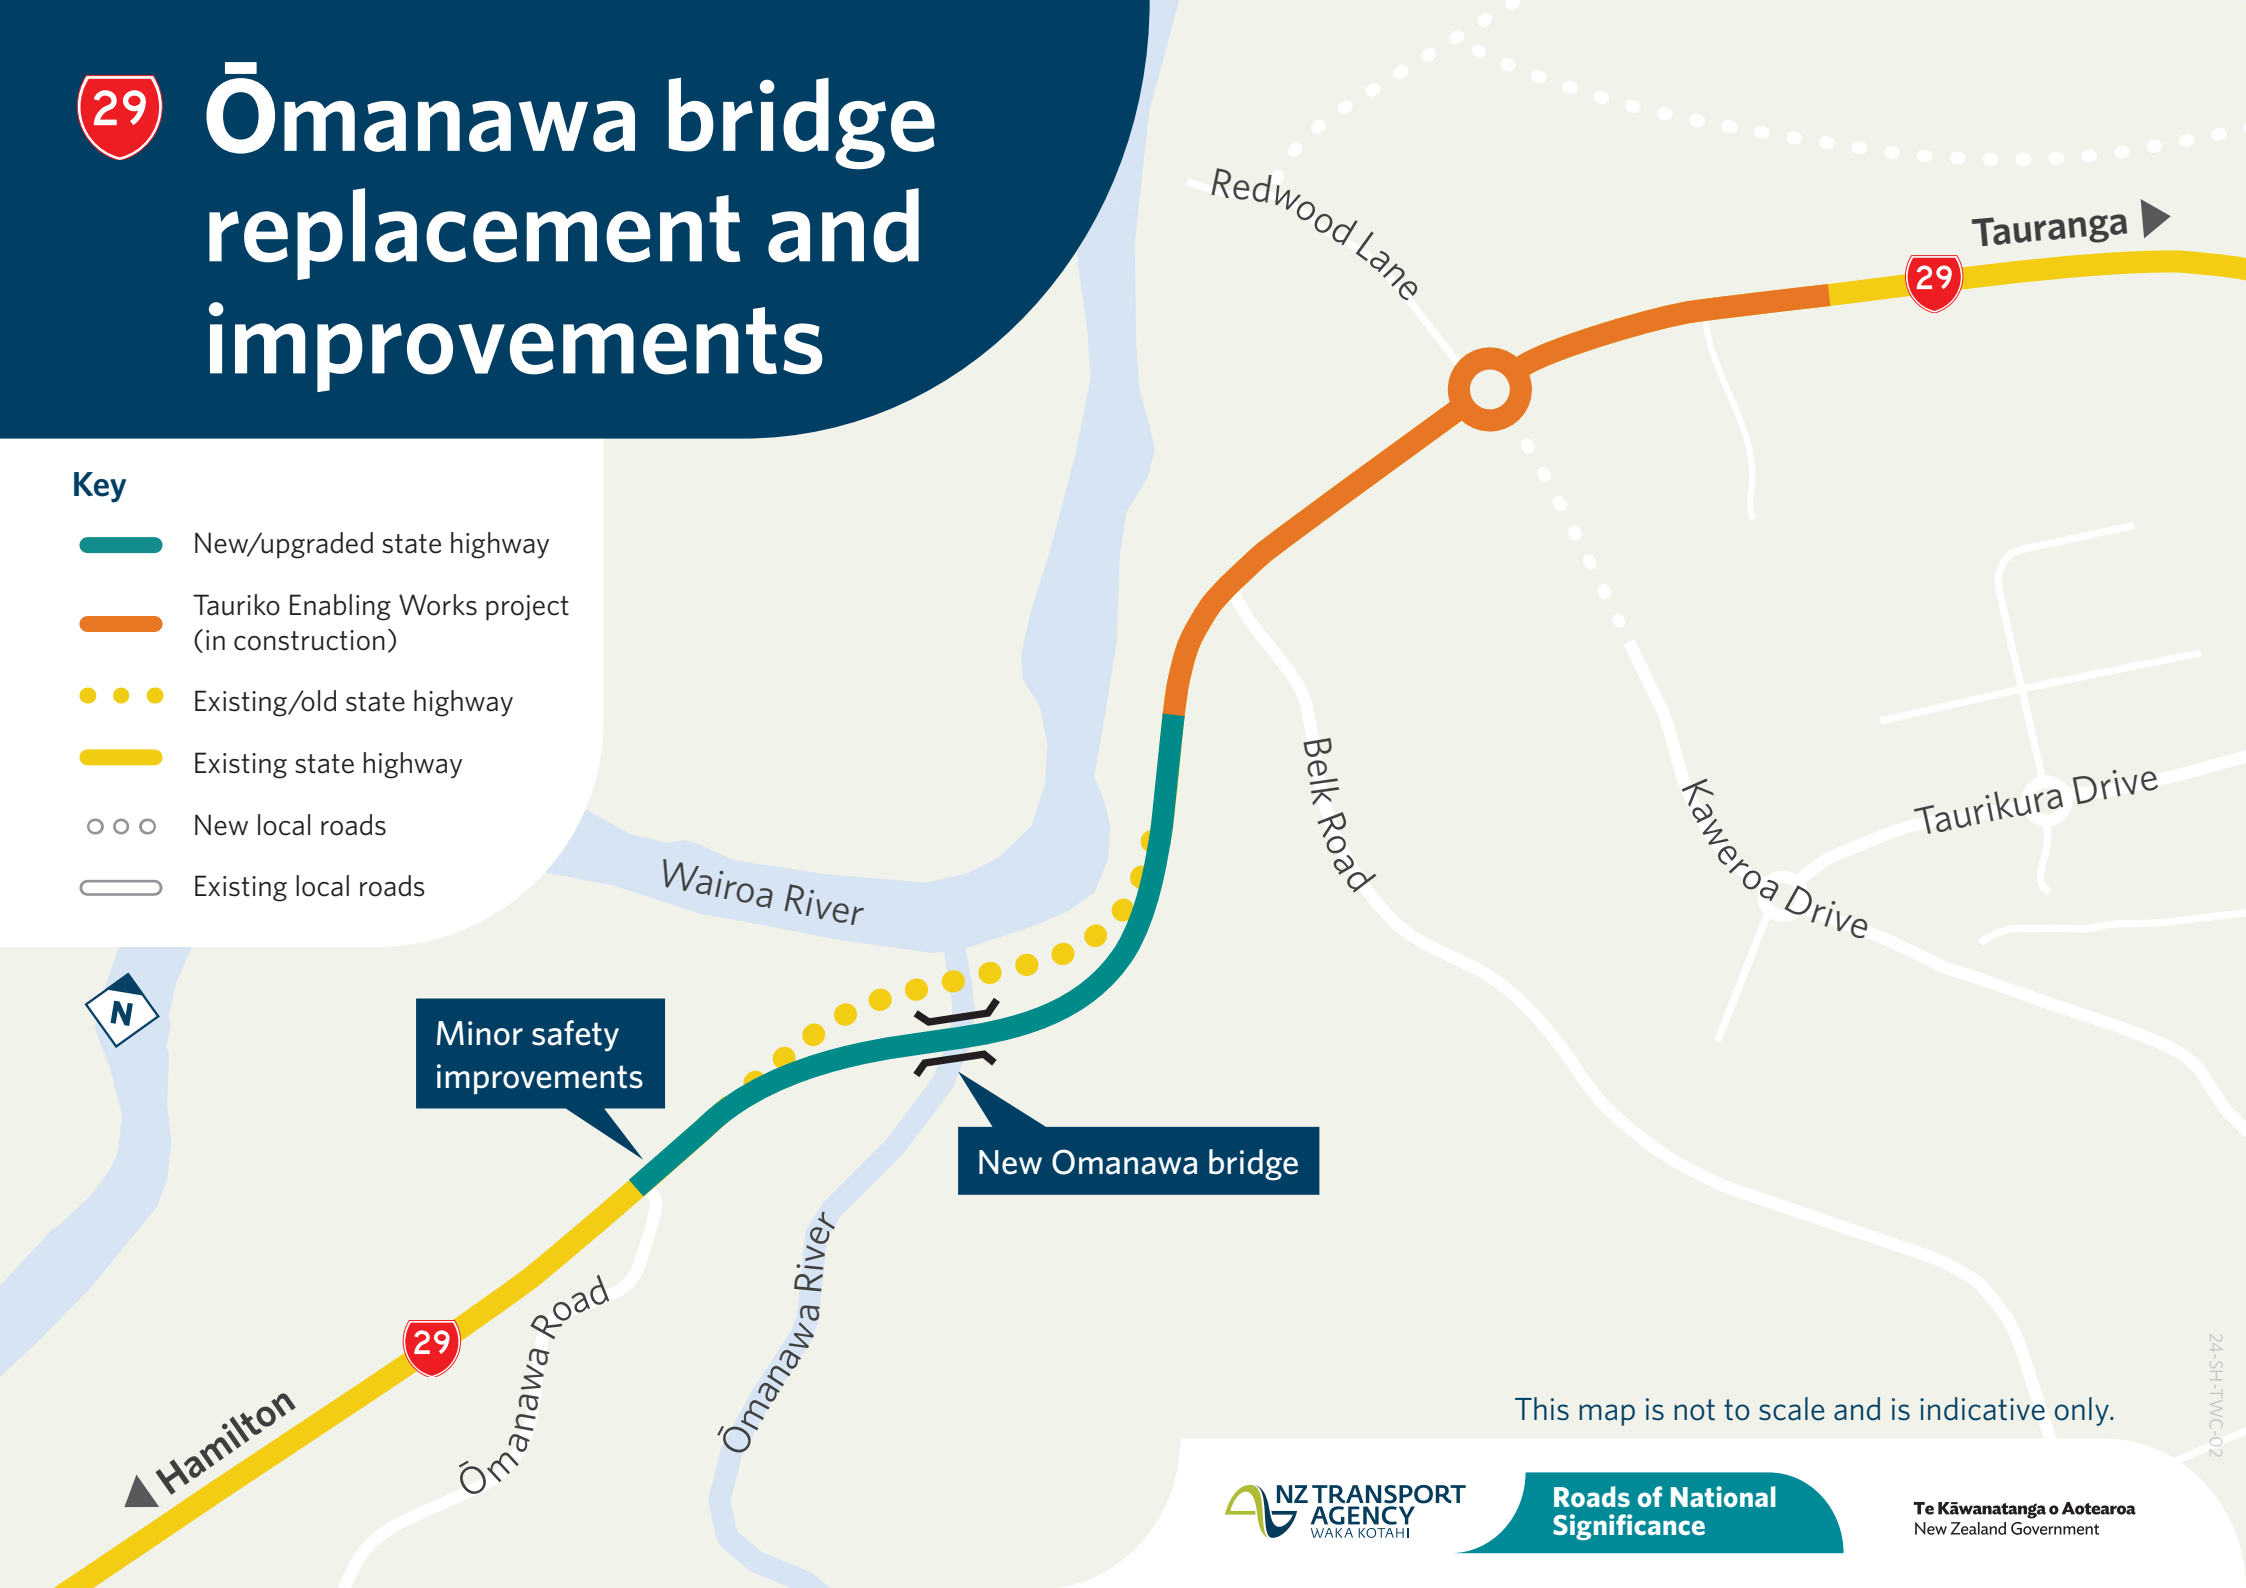 29
Ōmanawa bridge
replacement and
improvements
Key
New/upgraded state highway
Tauriko Enabling Works project
(in construction)
Existing/old state highway
Existing state highway
New local roads
Existing local roads
N
Redwood Lane
Tauranga
29
Belk Road
Kaweroa Drive
Taurikura Drive
Wairoa River
Minor safety
improvements
New Omanawa bridge
Ōmanawa River
Ōmanawa Road
29
Hamilton
This map is not to scale and is indicative only.
24-SH-TWC-02
NZ TRANSPORT
AGENCY
WAKA KOTAHI
Roads of National
Significance
Te Kāwanatanga o Aotearoa
New Zealand Government